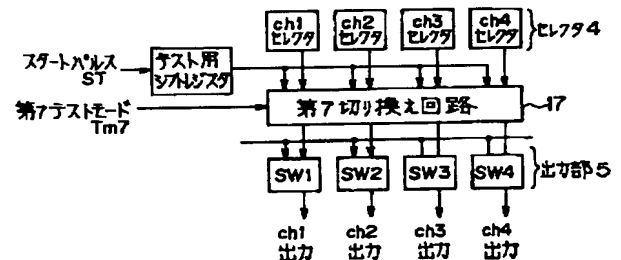 ch1 セレクタ
ch2 セレクタ
ch3 セレクタ
ch4 セレクタ
セレクタ4
スタートパルス
ST
テスト用
シフトレジスタ
第7テストモード
Tm7
第7切り換え回路
17
SW1
SW2
SW3
SW4
出力部5
ch1 出力
ch2 出力
ch3 出力
ch4 出力